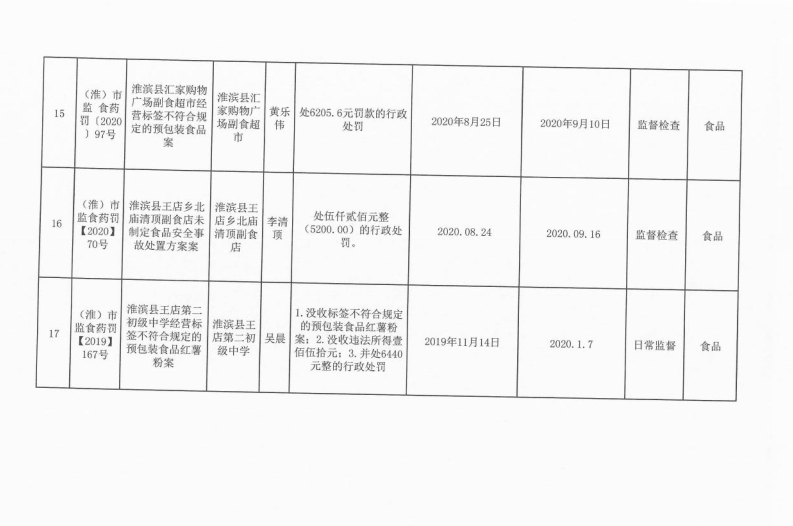 15
（淮）市
监 食药
罚〔2020
〕97号
淮滨县汇家购物
广场副食超市经
营标签不符合规
定的预包装食品
案
淮滨县汇
家购物广
场副食超
市
黄乐
伟
处6205.6元罚款的行政
处罚
2020年8月25日
2020年9月10日
监督检查
食品
16
（淮）市
监食药罚
【2020】
70号
淮滨县王店乡北
庙清顶副食店未
制定食品安全事
故处置方案案
淮滨县王
店乡北庙
清顶副食
店
李清
顶
处伍仟贰佰元整
（5200.00）的行政处
罚。
2020.08.24
2020.09.16
监督检查
食品
17
（淮）市
监食药罚
【2019】
167号
淮滨县王店第二
初级中学经营标
签不符合规定的
预包装食品红薯
粉案
淮滨县王
店第二初
级中学
吴晨
1.没收标签不符合规定
的预包装食品红薯粉
案；2.没收违法所得壹
佰伍拾元；3.并处6440
元整的行政处罚
2019年11月14日
2020.1.7
日常监督
食品